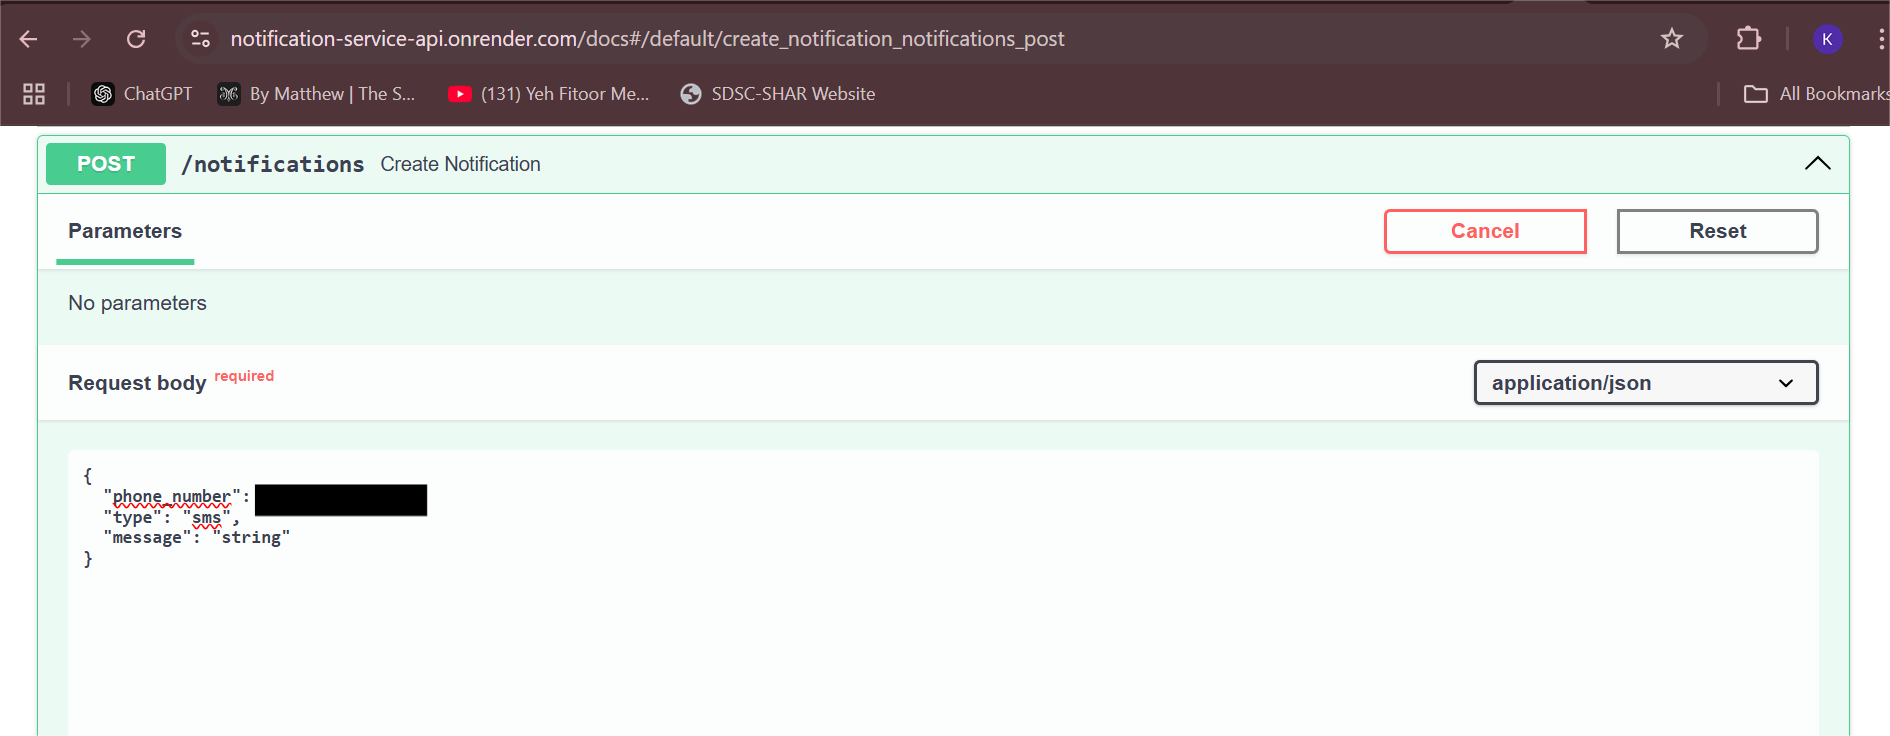 notification-service-api.onrender.com/docs#/default/create_notification_notifications_post
K
ChatGPT
By Matthew | The S...
(131) Yeh Fitoor Me...
SDSC-SHAR Website
All Bookmarks
POST /notifications Create Notification
Parameters
Cancel
Reset
No parameters
Request body required
application/json
{
"phone_number":
"type": "sms",
"message": "string"
}